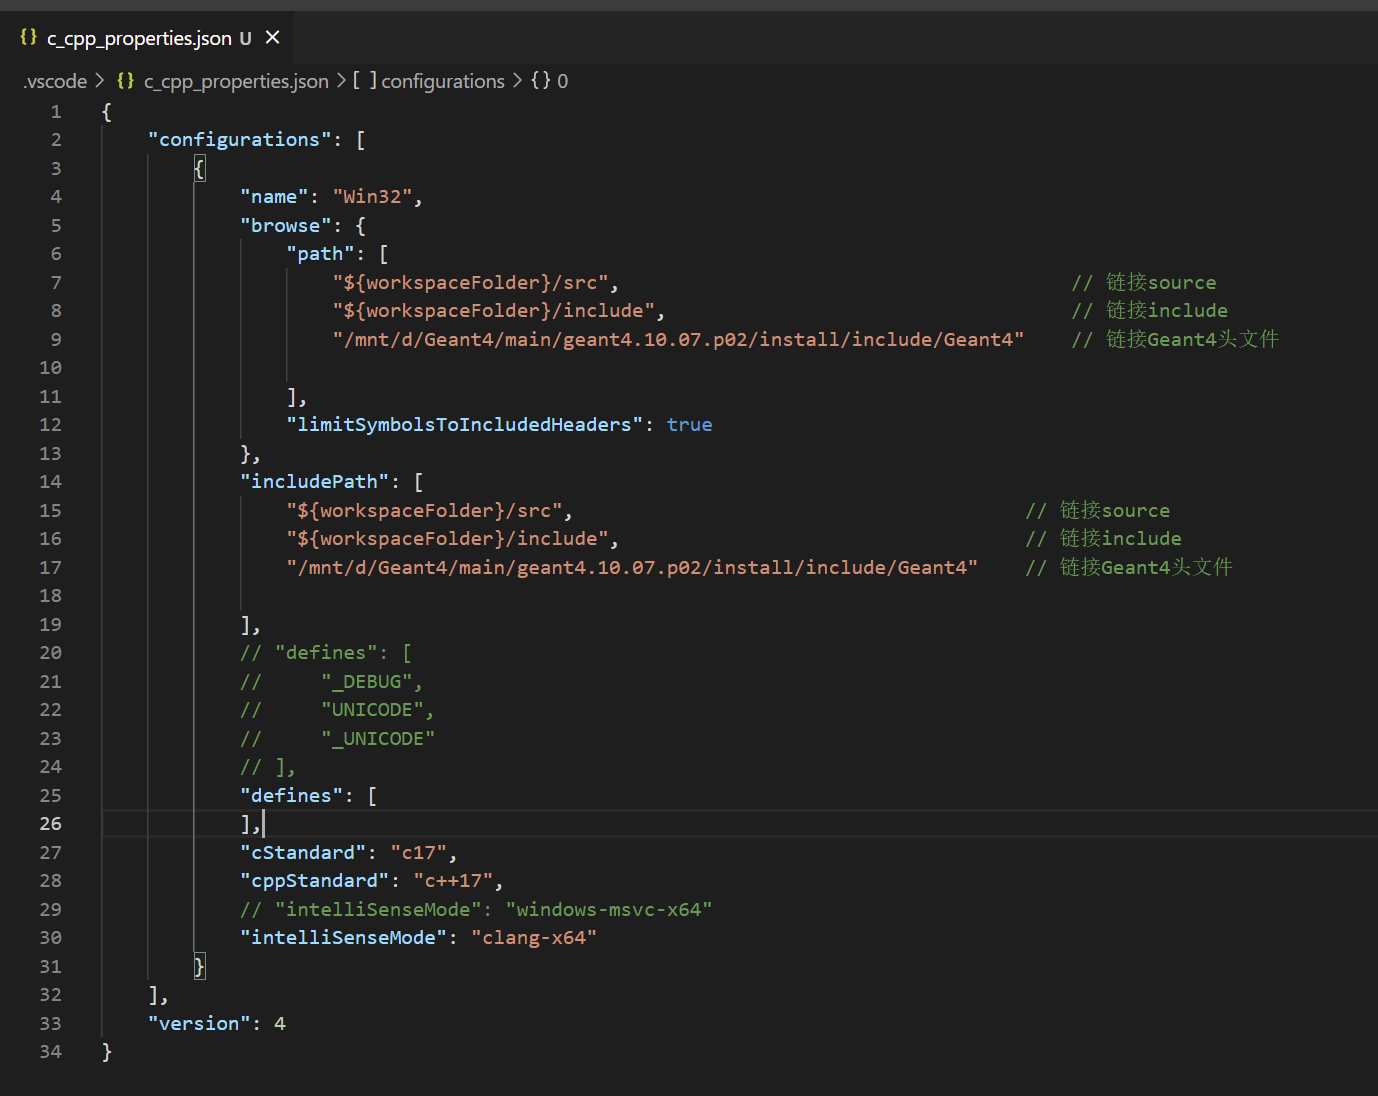 {} c_cpp_properties.json U ×
.vscode > {} c_cpp_properties.json > [ ] configurations > {} 0
1 {
2     "configurations": [
3         {
4             "name": "Win32",
5             "browse": {
6                 "path": [
7                     "${workspaceFolder}/src",                                        // 链接source
8                     "${workspaceFolder}/include",                                    // 链接include
9                     "/mnt/d/Geant4/main/geant4.10.07.p02/install/include/Geant4"    // 链接Geant4头文件
10
11                 ],
12                 "limitSymbolsToIncludedHeaders": true
13             },
14             "includePath": [
15                 "${workspaceFolder}/src",                                        // 链接source
16                 "${workspaceFolder}/include",                                    // 链接include
17                 "/mnt/d/Geant4/main/geant4.10.07.p02/install/include/Geant4"    // 链接Geant4头文件
18
19             ],
20             // "defines": [
21             //     "_DEBUG",
22             //     "UNICODE",
23             //     "_UNICODE"
24             // ],
25             "defines": [
26             ],
27             "cStandard": "c17",
28             "cppStandard": "c++17",
29             // "intelliSenseMode": "windows-msvc-x64"
30             "intelliSenseMode": "clang-x64"
31         }
32     ],
33     "version": 4
34 }